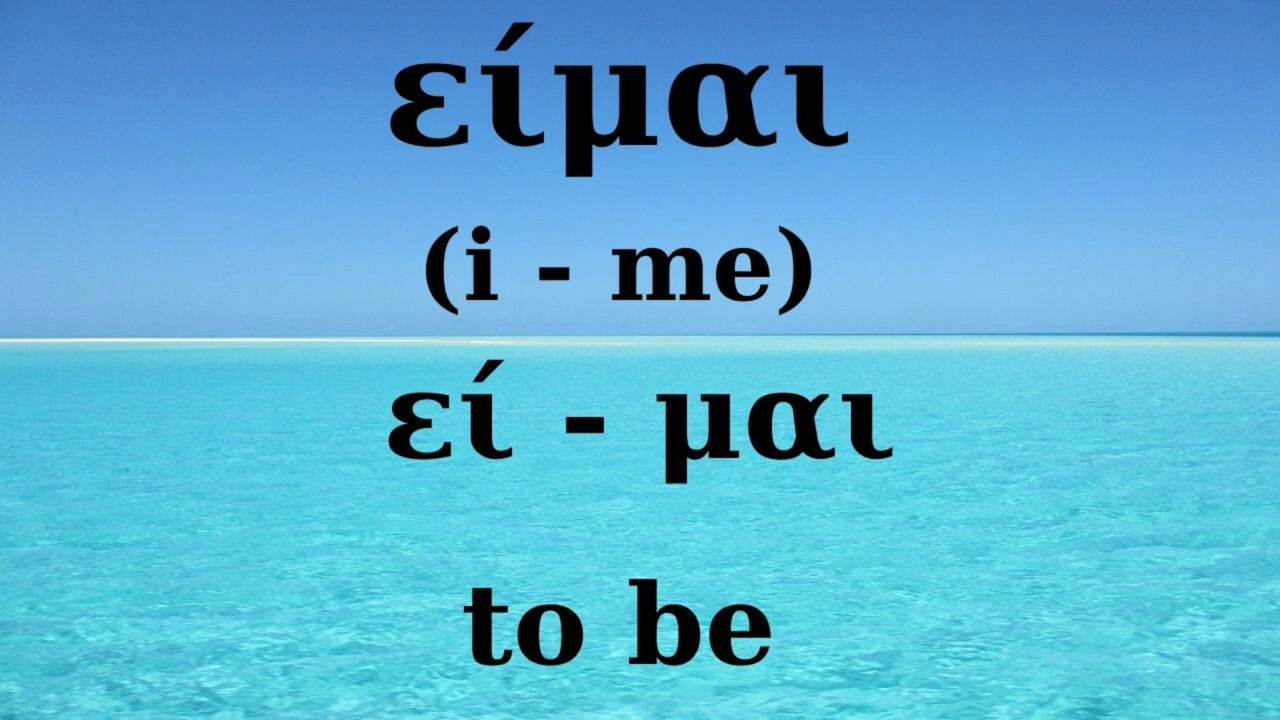 είμαι
(i - me)
εί - μαι
to be